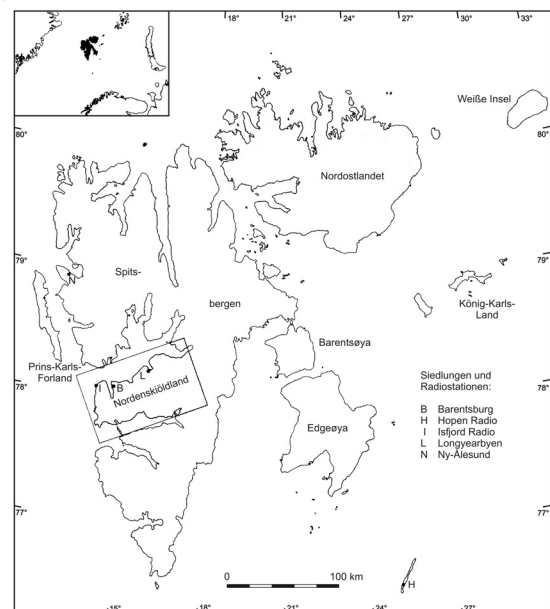 18° 21° 24° 27° 30° 33°
Weiße Insel
80° 80°
Nordostlandet
79° 79°
Spits-
bergen
König-Karls-
Land
Barentsøya
Prins-Karls-
Forland
L
78° I B Nordenskiöldland 78°
Siedlungen und
Radiostationen:
B Barentsburg
H Hopen Radio
I Isfjord Radio
L Longyearbyen
N Ny-Ålesund
Edgeøya
77° 77°
0 100 km
H
15° 18° 21° 24° 27°